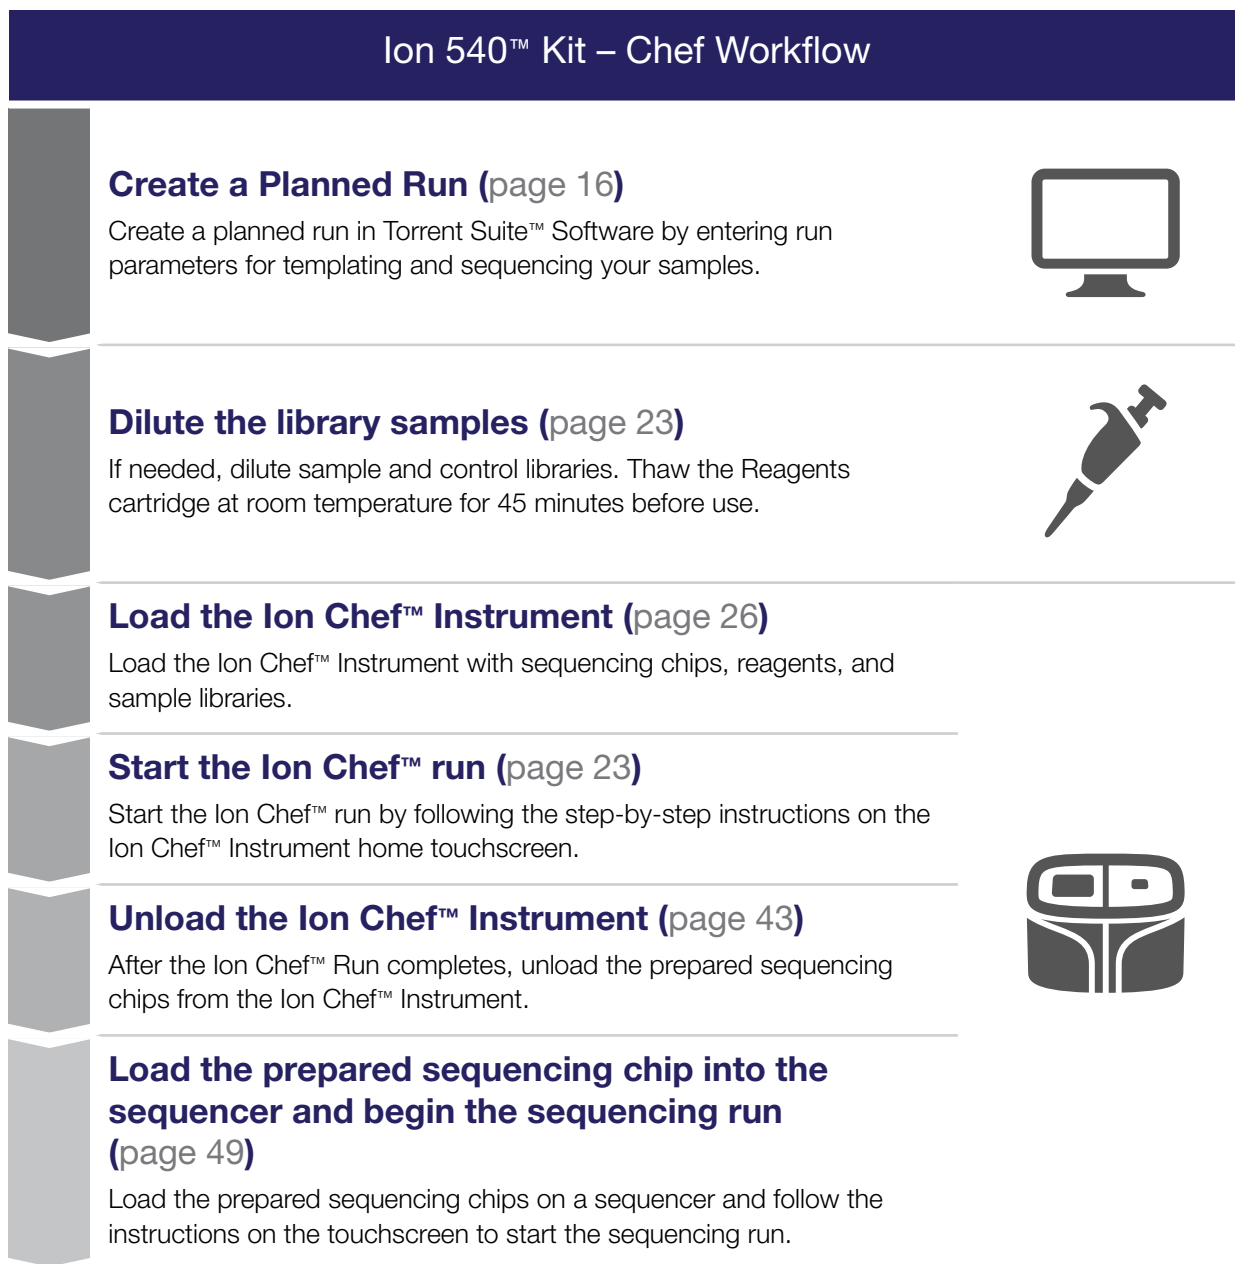 Ion 540™ Kit – Chef Workflow
Create a Planned Run (page 16)
Create a planned run in Torrent Suite™ Software by entering run
parameters for templating and sequencing your samples.
Dilute the library samples (page 23)
If needed, dilute sample and control libraries. Thaw the Reagents
cartridge at room temperature for 45 minutes before use.
Load the Ion Chef™ Instrument (page 26)
Load the Ion Chef™ Instrument with sequencing chips, reagents, and
sample libraries.
Start the Ion Chef™ run (page 23)
Start the Ion Chef™ run by following the step-by-step instructions on the
Ion Chef™ Instrument home touchscreen.
Unload the Ion Chef™ Instrument (page 43)
After the Ion Chef™ Run completes, unload the prepared sequencing
chips from the Ion Chef™ Instrument.
Load the prepared sequencing chip into the
sequencer and begin the sequencing run
(page 49)
Load the prepared sequencing chips on a sequencer and follow the
instructions on the touchscreen to start the sequencing run.